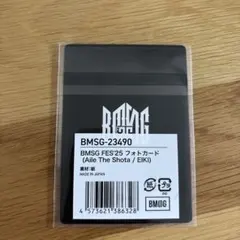 BMSG
BMSG-23490
BMSG FES'25 フォトカード
(Aile The Shota / EIKI)
素材:紙
MADE IN JAPAN
4 573621 386328
BMSG